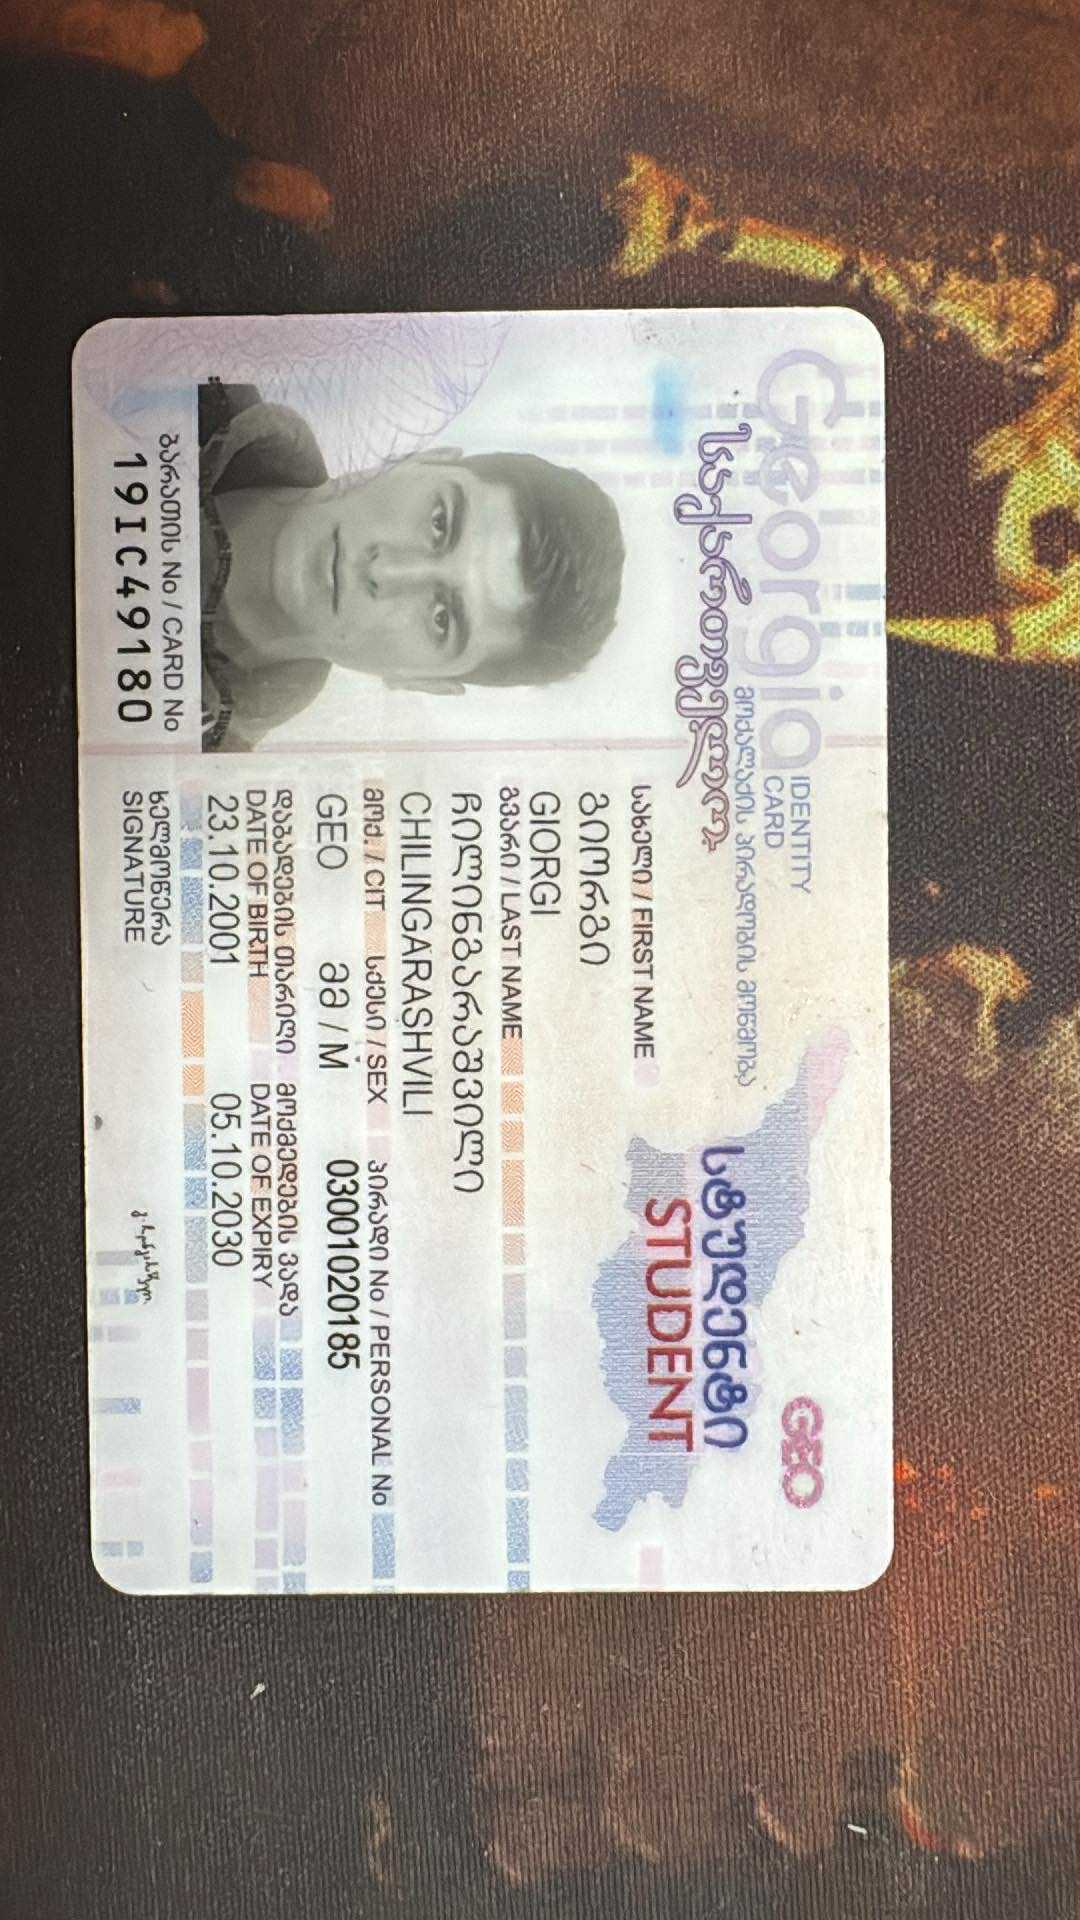 Georgia
IDENTITY CARD
GEO
საქართველო
მოქალაქის პირადობის მოწმობა
სტუდენტი
STUDENT
სახელი / FIRST NAME
გიორგი
GIORGI
გვარი / LAST NAME
ჩილინგარაშვილი
CHILINGARASHVILI
მოქ. / CIT სქესი / SEX პირადი No / PERSONAL No
GEO მმ / M 03001020185
დაბადების თარიღი მოქმედების ვადა
DATE OF BIRTH DATE OF EXPIRY
23.10.2001 05.10.2030
ბარათის No / CARD No
19IC49180
ხელმოწერა
SIGNATURE